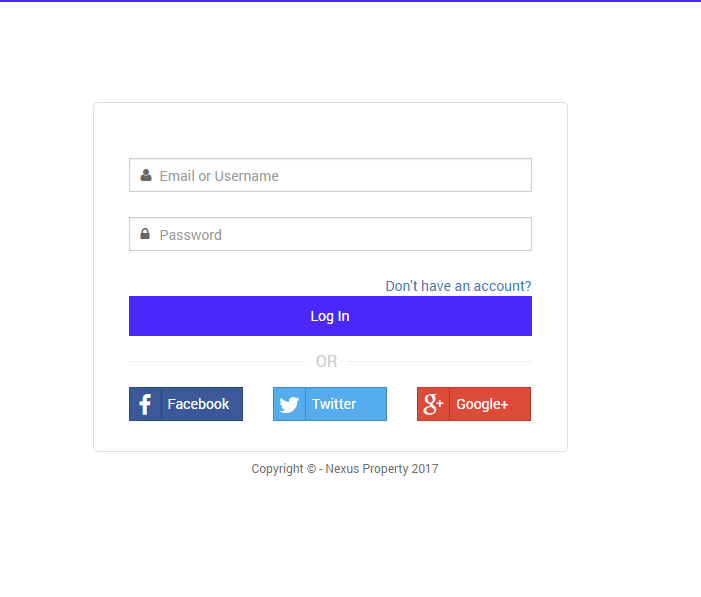 Email or Username
Password
Don't have an account?
Log In
OR
Facebook Twitter Google+
Copyright © - Nexus Property 2017